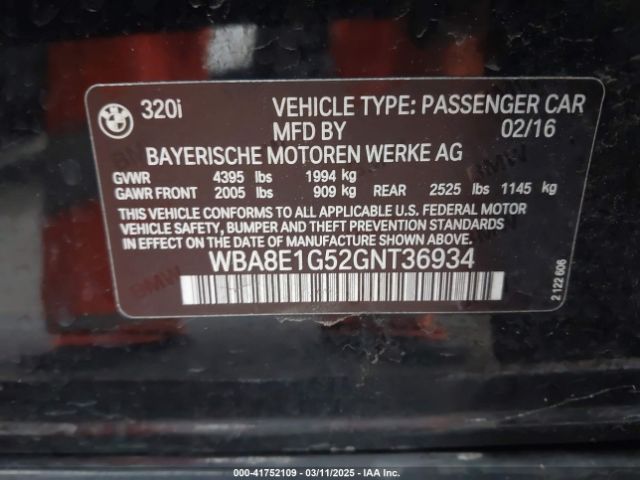 320i VEHICLE TYPE: PASSENGER CAR
MFD BY 02/16
BAYERISCHE MOTOREN WERKE AG
GVWR 4395 lbs 1994 kg
GAWR FRONT 2005 lbs 909 kg REAR 2525 lbs 1145 kg
THIS VEHICLE CONFORMS TO ALL APPLICABLE U.S. FEDERAL MOTOR
VEHICLE SAFETY, BUMPER AND THEFT PREVENTION STANDARDS
IN EFFECT ON THE DATE OF MANUFACTURE SHOWN ABOVE.
WBA8E1G52GNT36934
2 122 606
000-41752109 - 03/11/2025 - IAA Inc.